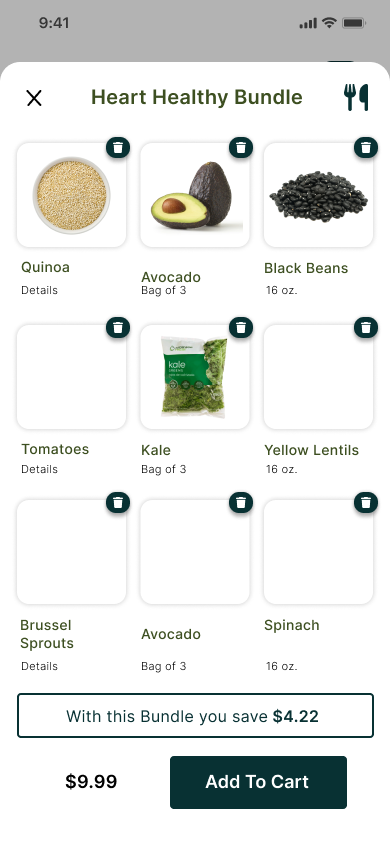 9:41
Heart Healthy Bundle
Quinoa
Details
Avocado
Bag of 3
Black Beans
16 oz.
kale
Tomatoes
Details
Kale
Bag of 3
Yellow Lentils
16 oz.
Brussel
Sprouts
Details
Avocado
Bag of 3
Spinach
16 oz.
With this Bundle you save $4.22
$9.99
Add To Cart